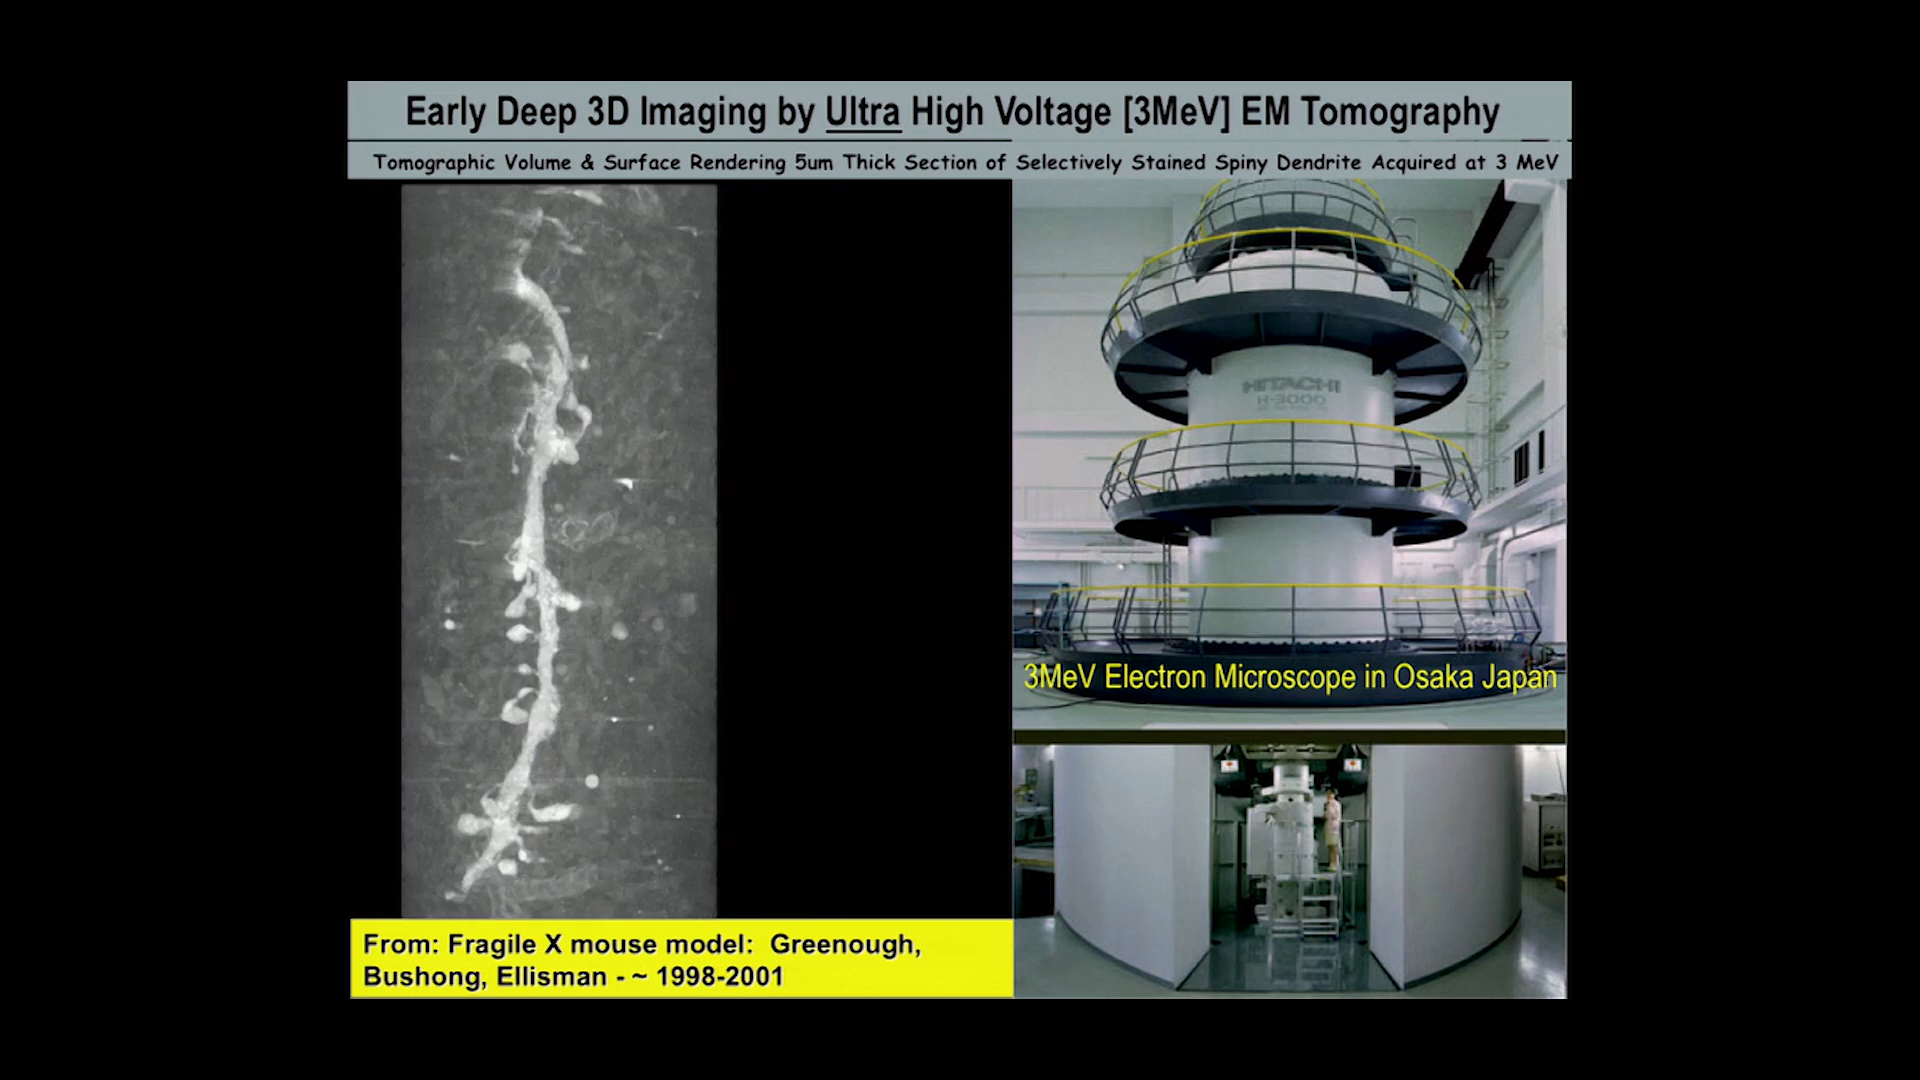 Early Deep 3D Imaging by Ultra High Voltage [3MeV] EM Tomography
Tomographic Volume & Surface Rendering 5um Thick Section of Selectively Stained Spiny Dendrite Acquired at 3 MeV
HITACHI
H-3000
3MeV Electron Microscope in Osaka Japan
From: Fragile X mouse model: Greenough,
Bushong, Ellisman - ~ 1998-2001